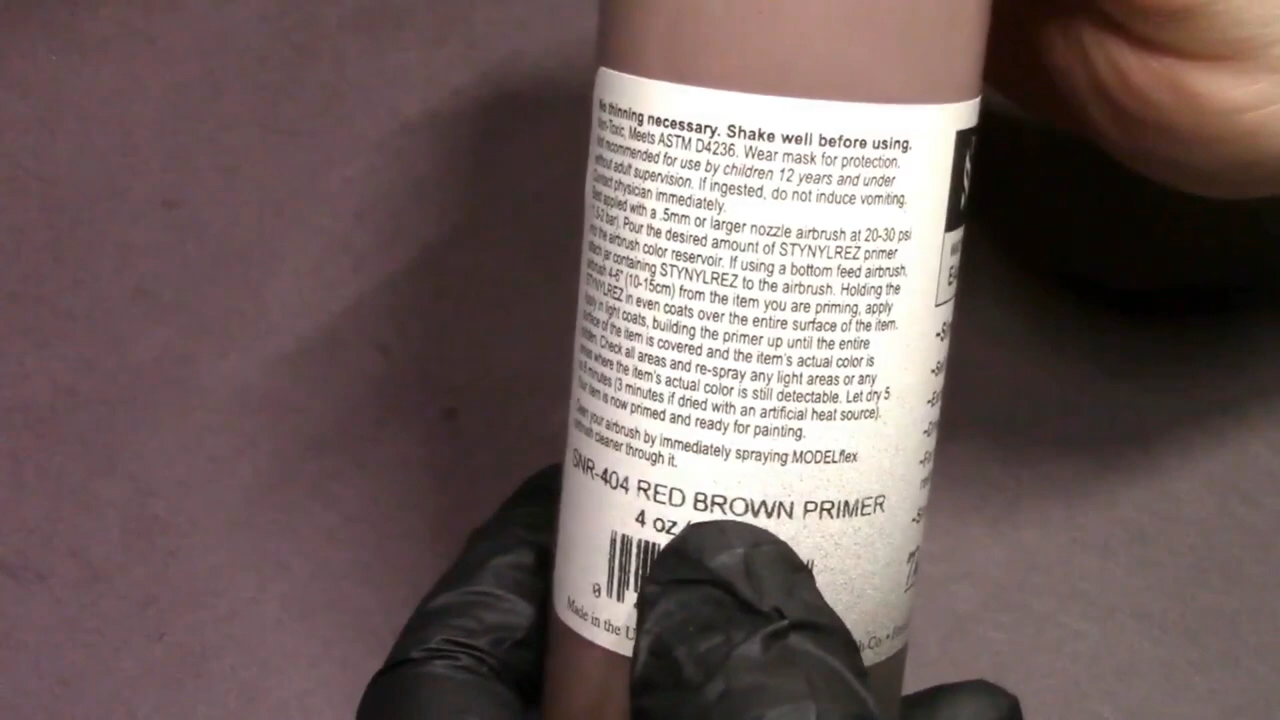 No thinning necessary. Shake well before using.
Non-Toxic, Meets ASTM D4236. Wear mask for protection.
Not recommended for use by children 12 years and under
without adult supervision. If ingested, do not induce vomiting.
Contact physician immediately.
Best applied with a .5mm or larger nozzle airbrush at 20-30 psi
1.5-2 bar). Pour the desired amount of STYNYLREZ primer
into the airbrush color reservoir. If using a bottom feed airbrush,
attach jar containing STYNYLREZ to the airbrush. Holding the
airbrush 4-6" (10-15cm) from the item you are priming, apply
STYNYLREZ in even coats over the entire surface of the item.
Apply in light coats, building the primer up until the entire
surface of the item is covered and the item's actual color is
hidden. Check all areas and re-spray any light areas or any
areas where the item's actual color is still detectable. Let dry 5
minutes (3 minutes if dried with an artificial heat source).
Your item is now primed and ready for painting.
Clean your airbrush by immediately spraying MODELflex
airbrush cleaner through it.
SNR-404 RED BROWN PRIMER
4 oz
0
Made in the U
Co •